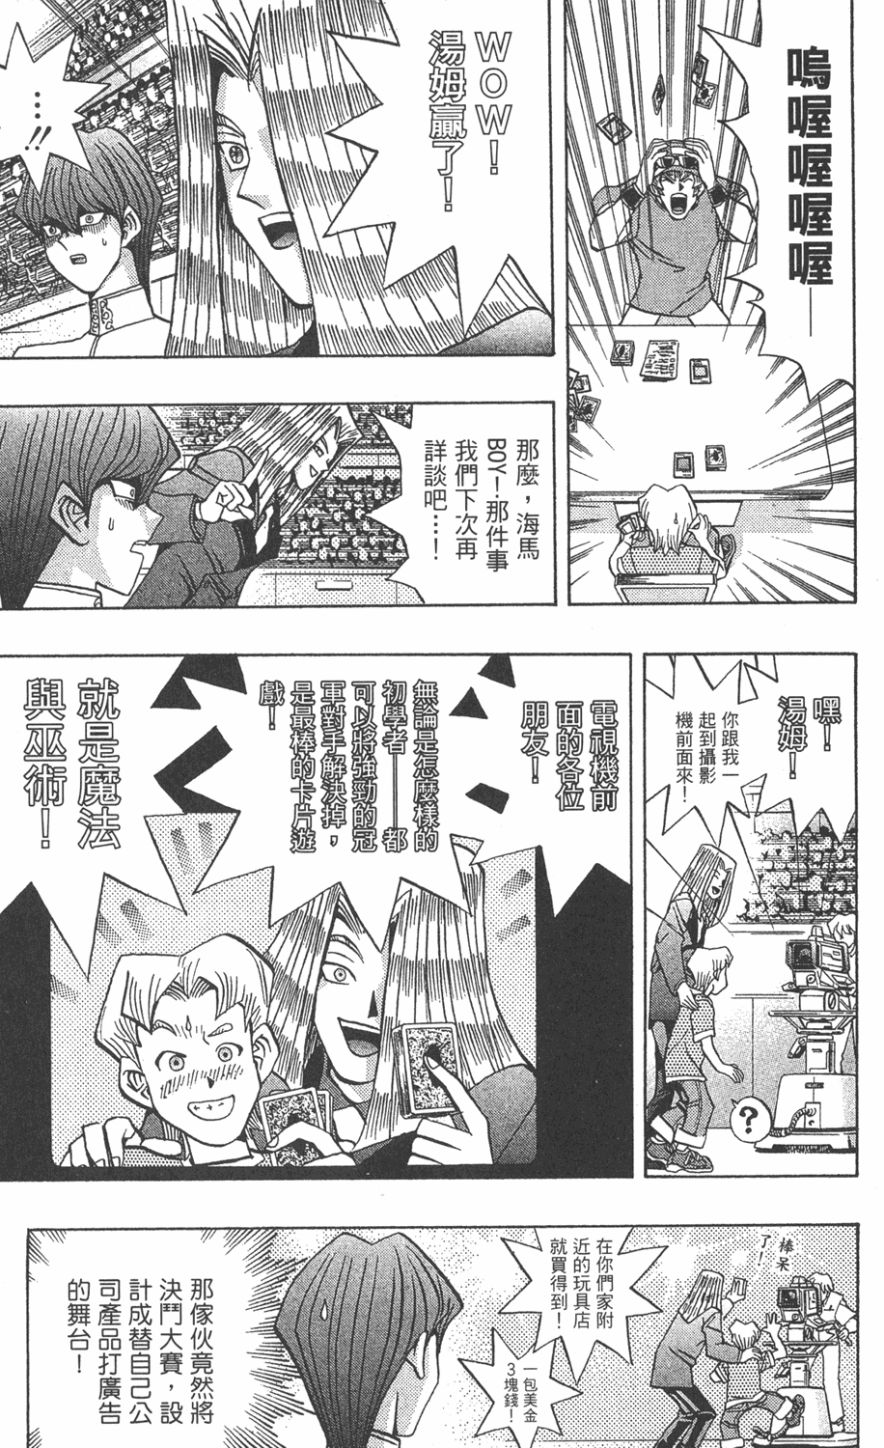 嗚喔喔喔喔──
WOW!
湯姆贏了!
…!!
那麼,海馬
BOY!那件事
我們下次再
詳談吧…!
嘿!
湯姆!
你跟我一
起到攝影
機前面來!
?
電視機前
面的各位
朋友!
無論是怎麼樣的
初學者──都
可以將強勁的冠
軍對手解決掉,
是最棒的卡片遊
戲!
就是魔法
與巫術!
棒呆
了!
在你們家附
近的玩具店
就買得到!
一包美金
3塊錢!
那傢伙竟然將
決鬥大賽,設
計成替自己公
司產品打廣告
的舞台!